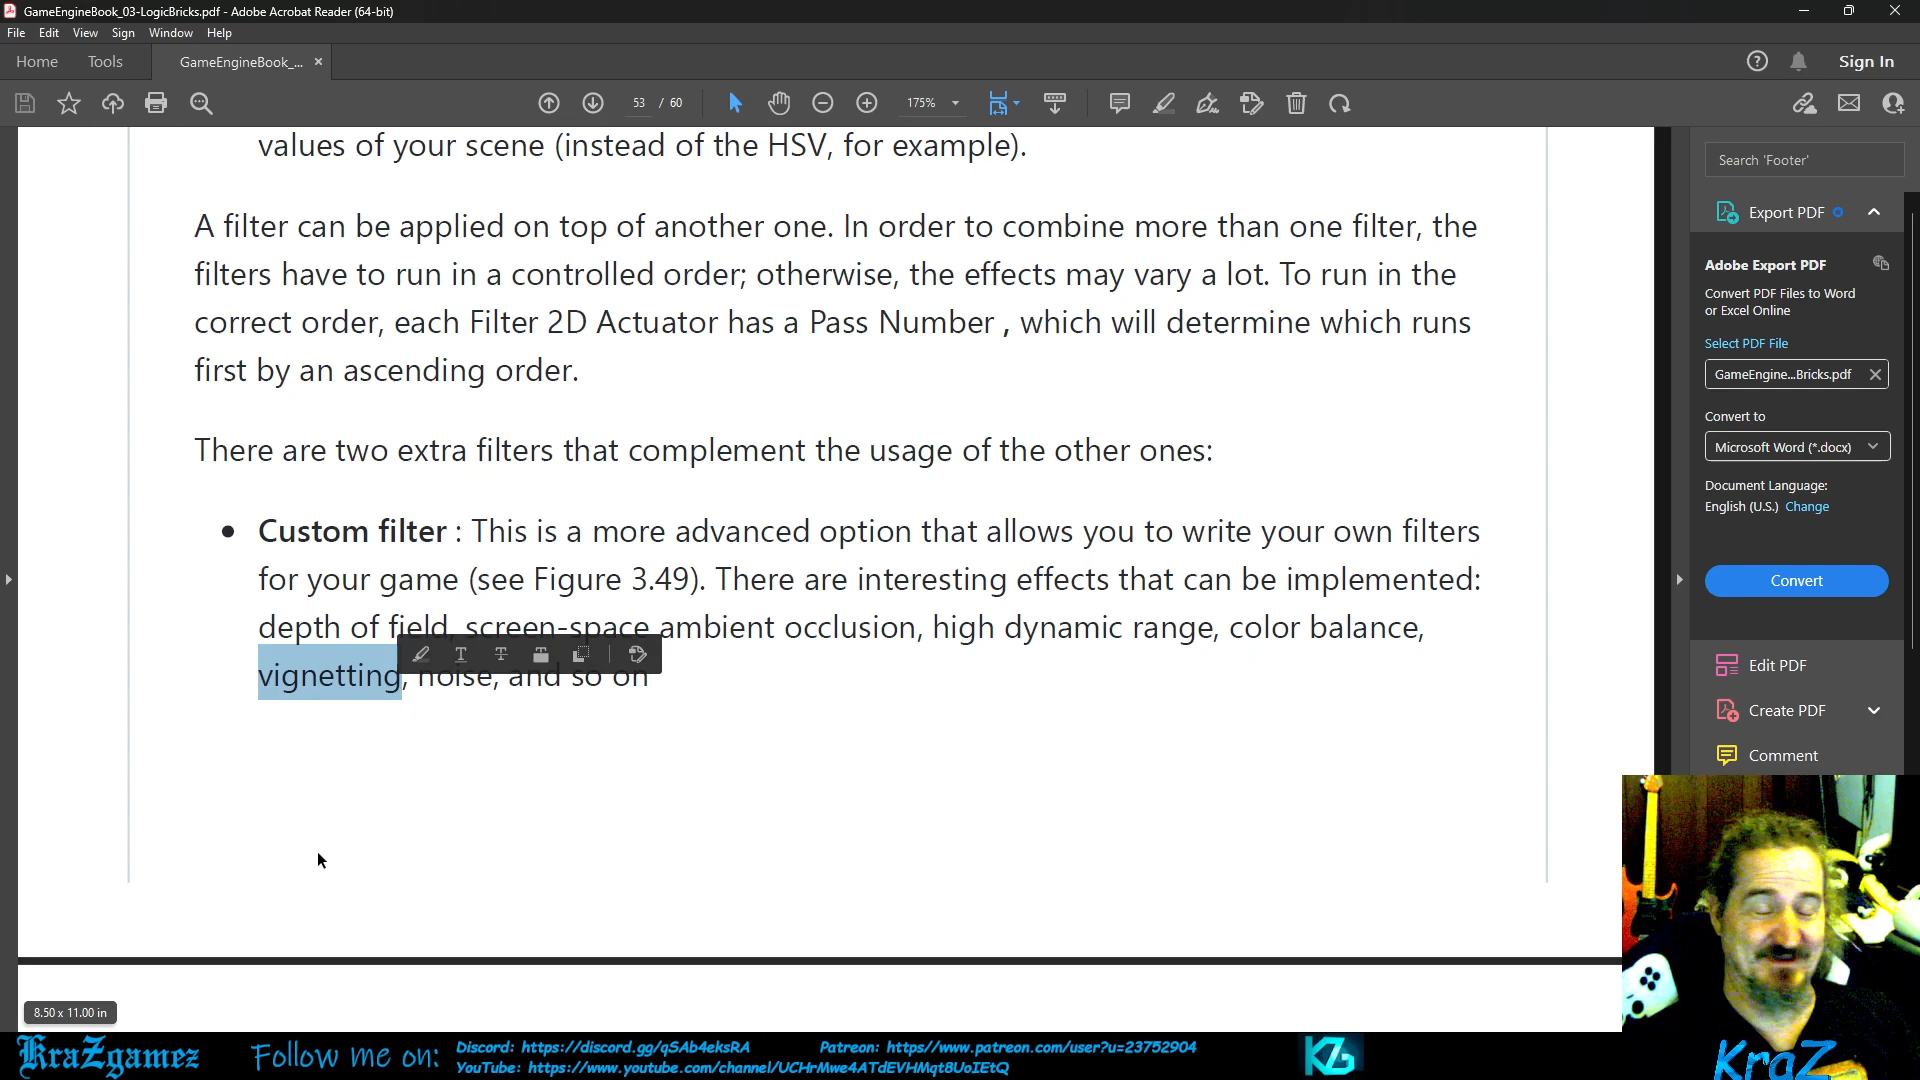 GameEngineBook_03-LogicBricks.pdf - Adobe Acrobat Reader (64-bit)
File Edit View Sign Window Help
Home Tools GameEngineBook_... × Sign In
53 / 60 175%
values of your scene (instead of the HSV, for example).
A filter can be applied on top of another one. In order to combine more than one filter, the
filters have to run in a controlled order; otherwise, the effects may vary a lot. To run in the
correct order, each Filter 2D Actuator has a Pass Number , which will determine which runs
first by an ascending order.
There are two extra filters that complement the usage of the other ones:
• Custom filter : This is a more advanced option that allows you to write your own filters
for your game (see Figure 3.49). There are interesting effects that can be implemented:
depth of field, screen-space ambient occlusion, high dynamic range, color balance,
vignetting, noise, and so on
8.50 x 11.00 in
Search 'Footer'
Export PDF
Adobe Export PDF
Convert PDF Files to Word
or Excel Online
Select PDF File
GameEngine...Bricks.pdf
Convert to
Microsoft Word (*.docx)
Document Language:
English (U.S.) Change
Convert
Edit PDF
Create PDF
Comment
KraZgamez Follow me on:
Discord: https://discord.gg/qSAb4eksRA Patreon: https//www.patreon.com/user?u=23752904
YouTube: https://www.youtube.com/channel/UCHrMwe4ATdEVHMqt8UoIEtQ
KZG
KraZ